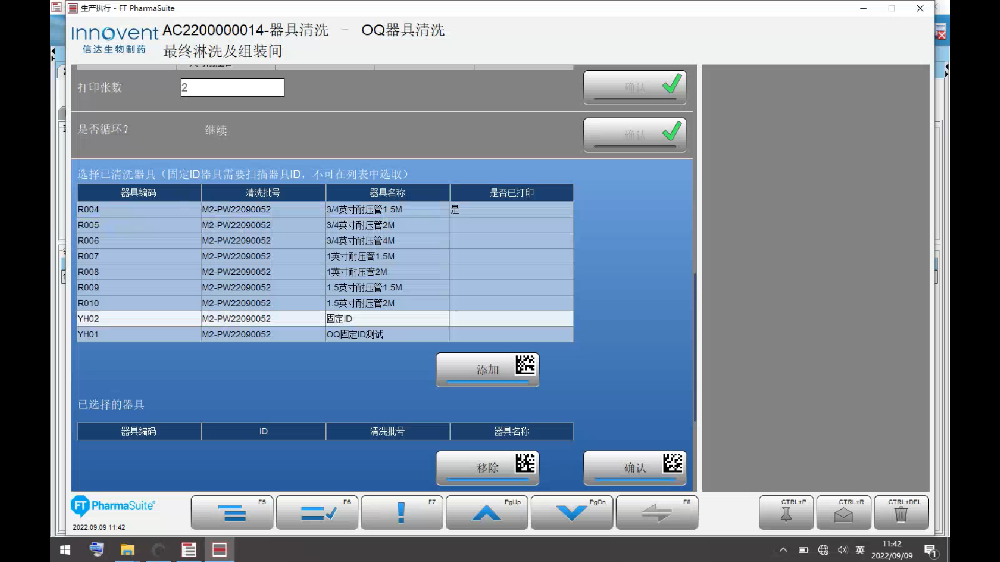 生产执行 - FT PharmaSuite
Innovent
信达生物制药
AC2200000014-器具清洗 - OQ器具清洗
最终淋洗及组装间
打印张数 2 确认
是否循环? 继续 确认
选择已清洗器具（固定ID器具需要扫描器具ID，不可在列表中选取）
器具编码 清洗批号 器具名称 是否已打印
R004 M2-PW22090052 3/4英寸耐压管1.5M 是
R005 M2-PW22090052 3/4英寸耐压管2M
R006 M2-PW22090052 3/4英寸耐压管4M
R007 M2-PW22090052 1英寸耐压管1.5M
R008 M2-PW22090052 1英寸耐压管2M
R009 M2-PW22090052 1.5英寸耐压管1.5M
R010 M2-PW22090052 1.5英寸耐压管2M
YH02 M2-PW22090052 固定ID
YH01 M2-PW22090052 OQ固定ID测试
添加
已选择的器具
器具编码 ID 清洗批号 器具名称
移除 确认
FT PharmaSuite®
2022.09.09 11:42
F5 F6 F7 PgUp PgDn F8 CTRL+P CTRL+R CTRL+DEL
英
11:42
2022/09/09
1